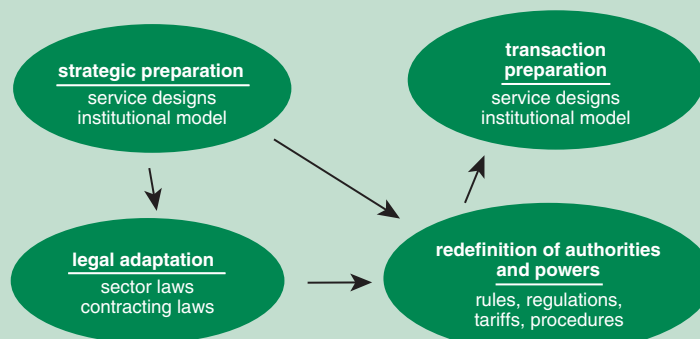 strategic preparation
service designs
institutional model
transaction
preparation
service designs
institutional model
legal adaptation
sector laws
contracting laws
redefinition of authorities
and powers
rules, regulations,
tariffs, procedures